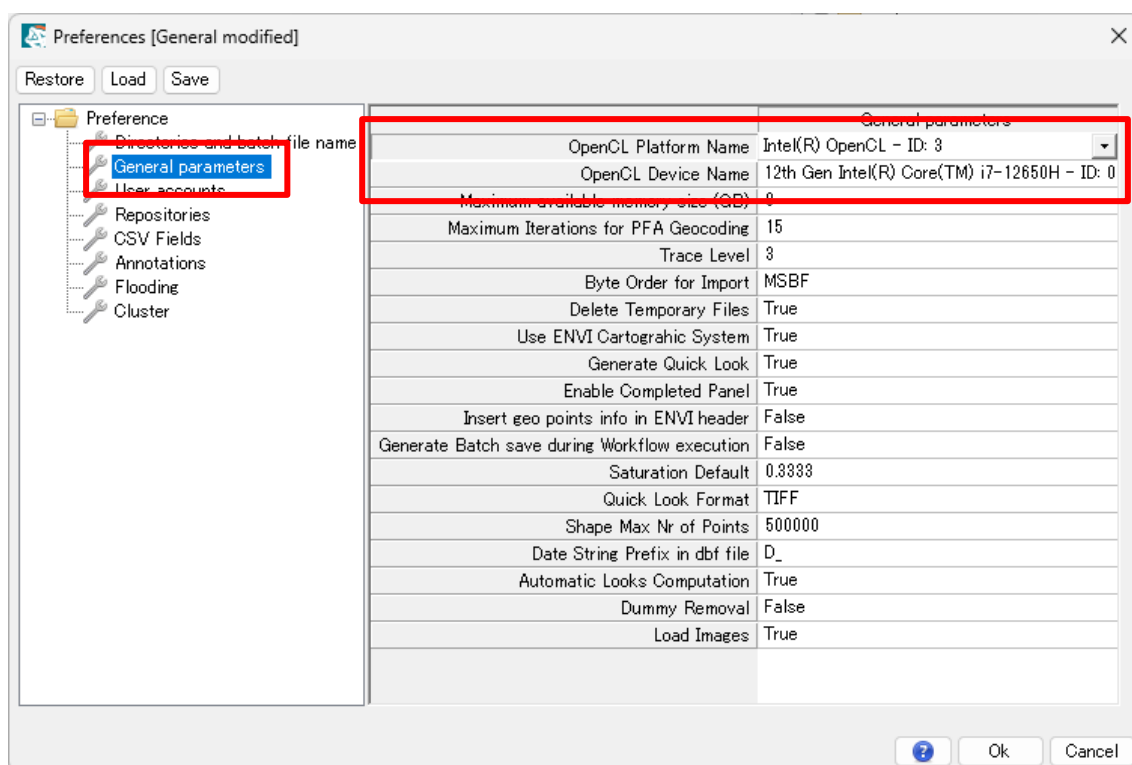 Preferences [General modified]
Restore Load Save
Preference
Directories and batch file name
General parameters
User accounts
Repositories
CSV Fields
Annotations
Flooding
Cluster
General parameters
OpenCL Platform Name Intel(R) OpenCL - ID: 3
OpenCL Device Name 12th Gen Intel(R) Core(TM) i7-12650H - ID: 0
Maximum available memory size (GB)
Maximum Iterations for PFA Geocoding 15
Trace Level 3
Byte Order for Import MSBF
Delete Temporary Files True
Use ENVI Cartograhic System True
Generate Quick Look True
Enable Completed Panel True
Insert geo points info in ENVI header False
Generate Batch save during Workflow execution False
Saturation Default 0.3333
Quick Look Format TIFF
Shape Max Nr of Points 500000
Date String Prefix in dbf file D_
Automatic Looks Computation True
Dummy Removal False
Load Images True
? Ok Cancel